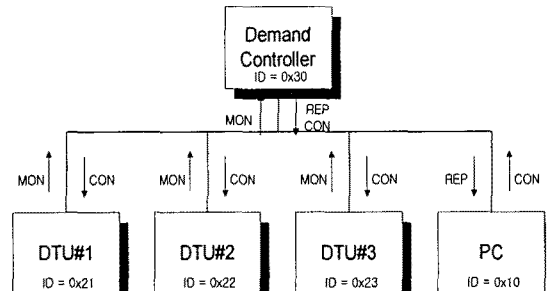 Demand
Controller
ID = 0x30
MON
REP
CON
MON
CON
MON
CON
MON
CON
REP
CON
DTU#1
ID = 0x21
DTU#2
ID = 0x22
DTU#3
ID = 0x23
PC
ID = 0x10